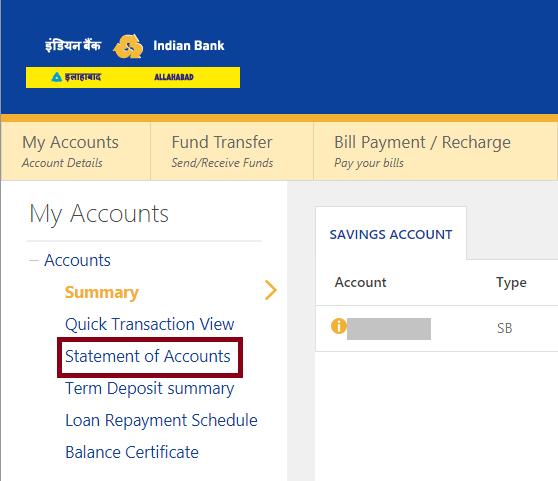 इंडियन बैंक Indian Bank
इलाहाबाद ALLAHABAD
My Accounts
Account Details
Fund Transfer
Send/Receive Funds
Bill Payment / Recharge
Pay your bills
My Accounts
Accounts
Summary
Quick Transaction View
Statement of Accounts
Term Deposit summary
Loan Repayment Schedule
Balance Certificate
SAVINGS ACCOUNT
Account Type
SB